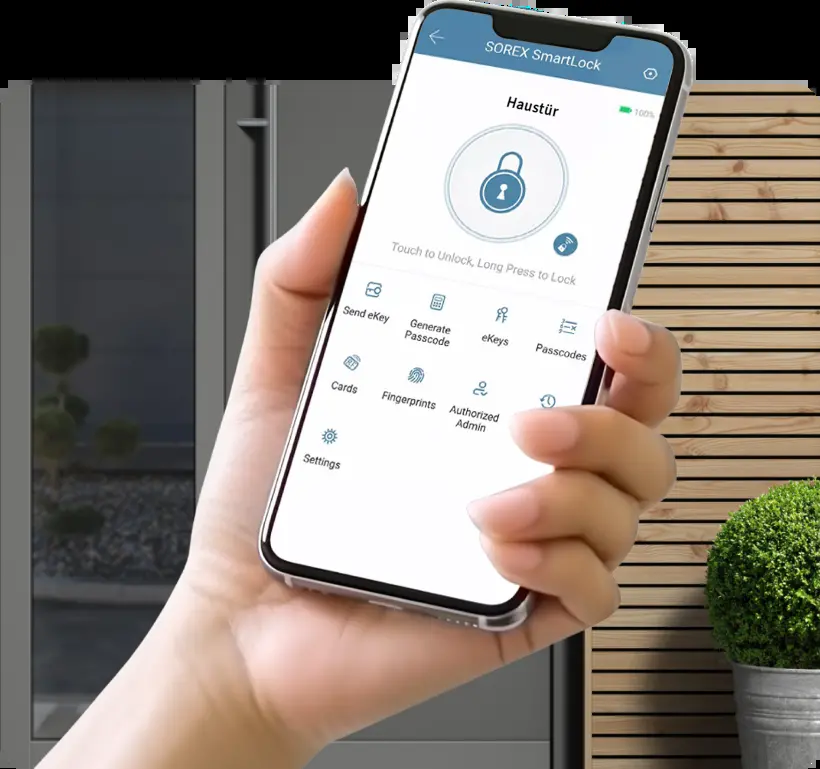 SOREX SmartLock
Haustür
100%
Touch to Unlock, Long Press to Lock
Send eKey
Generate
Passcode
eKeys
Passcodes
Cards
Fingerprints
Authorized
Admin
Settings